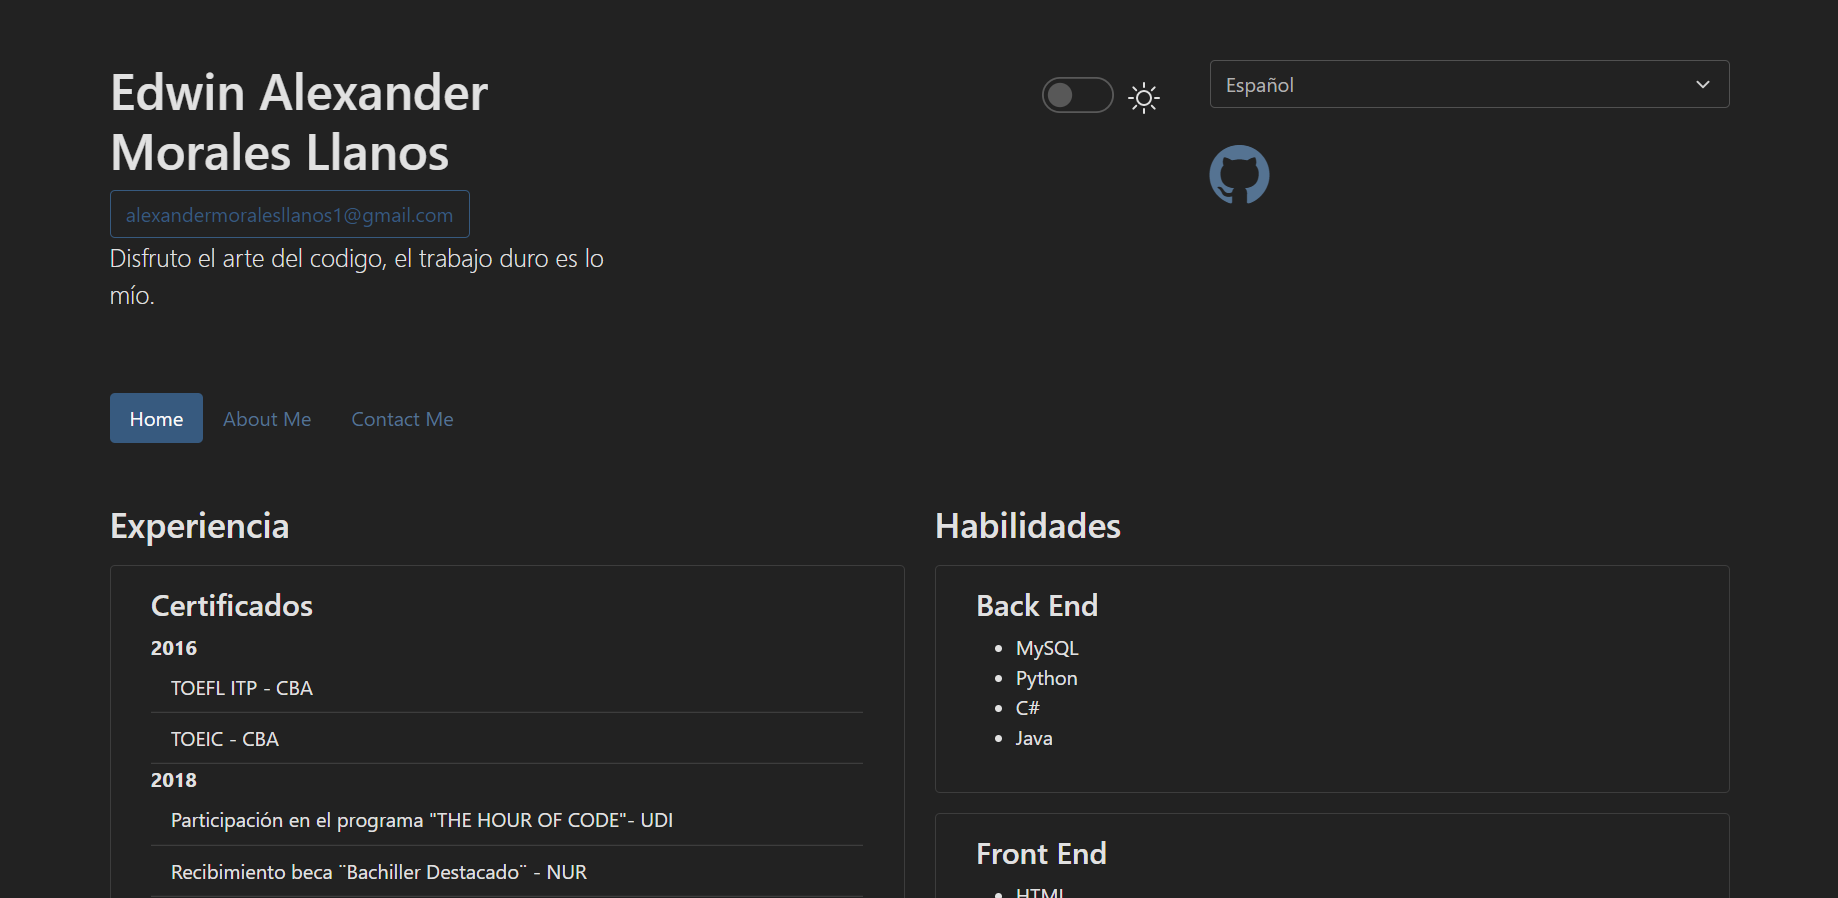 Edwin Alexander
Morales Llanos
alexandermoralesllanos1@gmail.com
Disfruto el arte del codigo, el trabajo duro es lo
mío.
Español
Home
About Me
Contact Me
Experiencia
Certificados
2016
TOEFL ITP - CBA
TOEIC - CBA
2018
Participación en el programa "THE HOUR OF CODE"- UDI
Recibimiento beca ¨Bachiller Destacado¨ - NUR
Habilidades
Back End
MySQL
Python
C#
Java
Front End
HTML